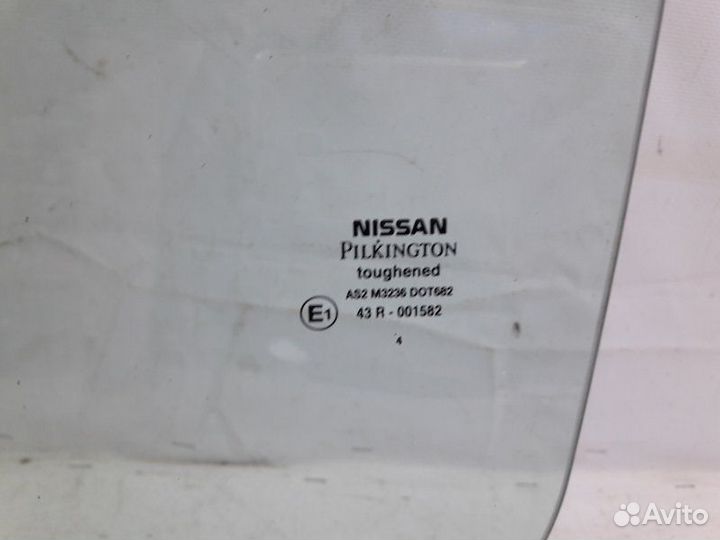 NISSAN
PILKINGTON
toughened
AS2 M3236 DOT682
E1 43 R - 001582
4
Avito